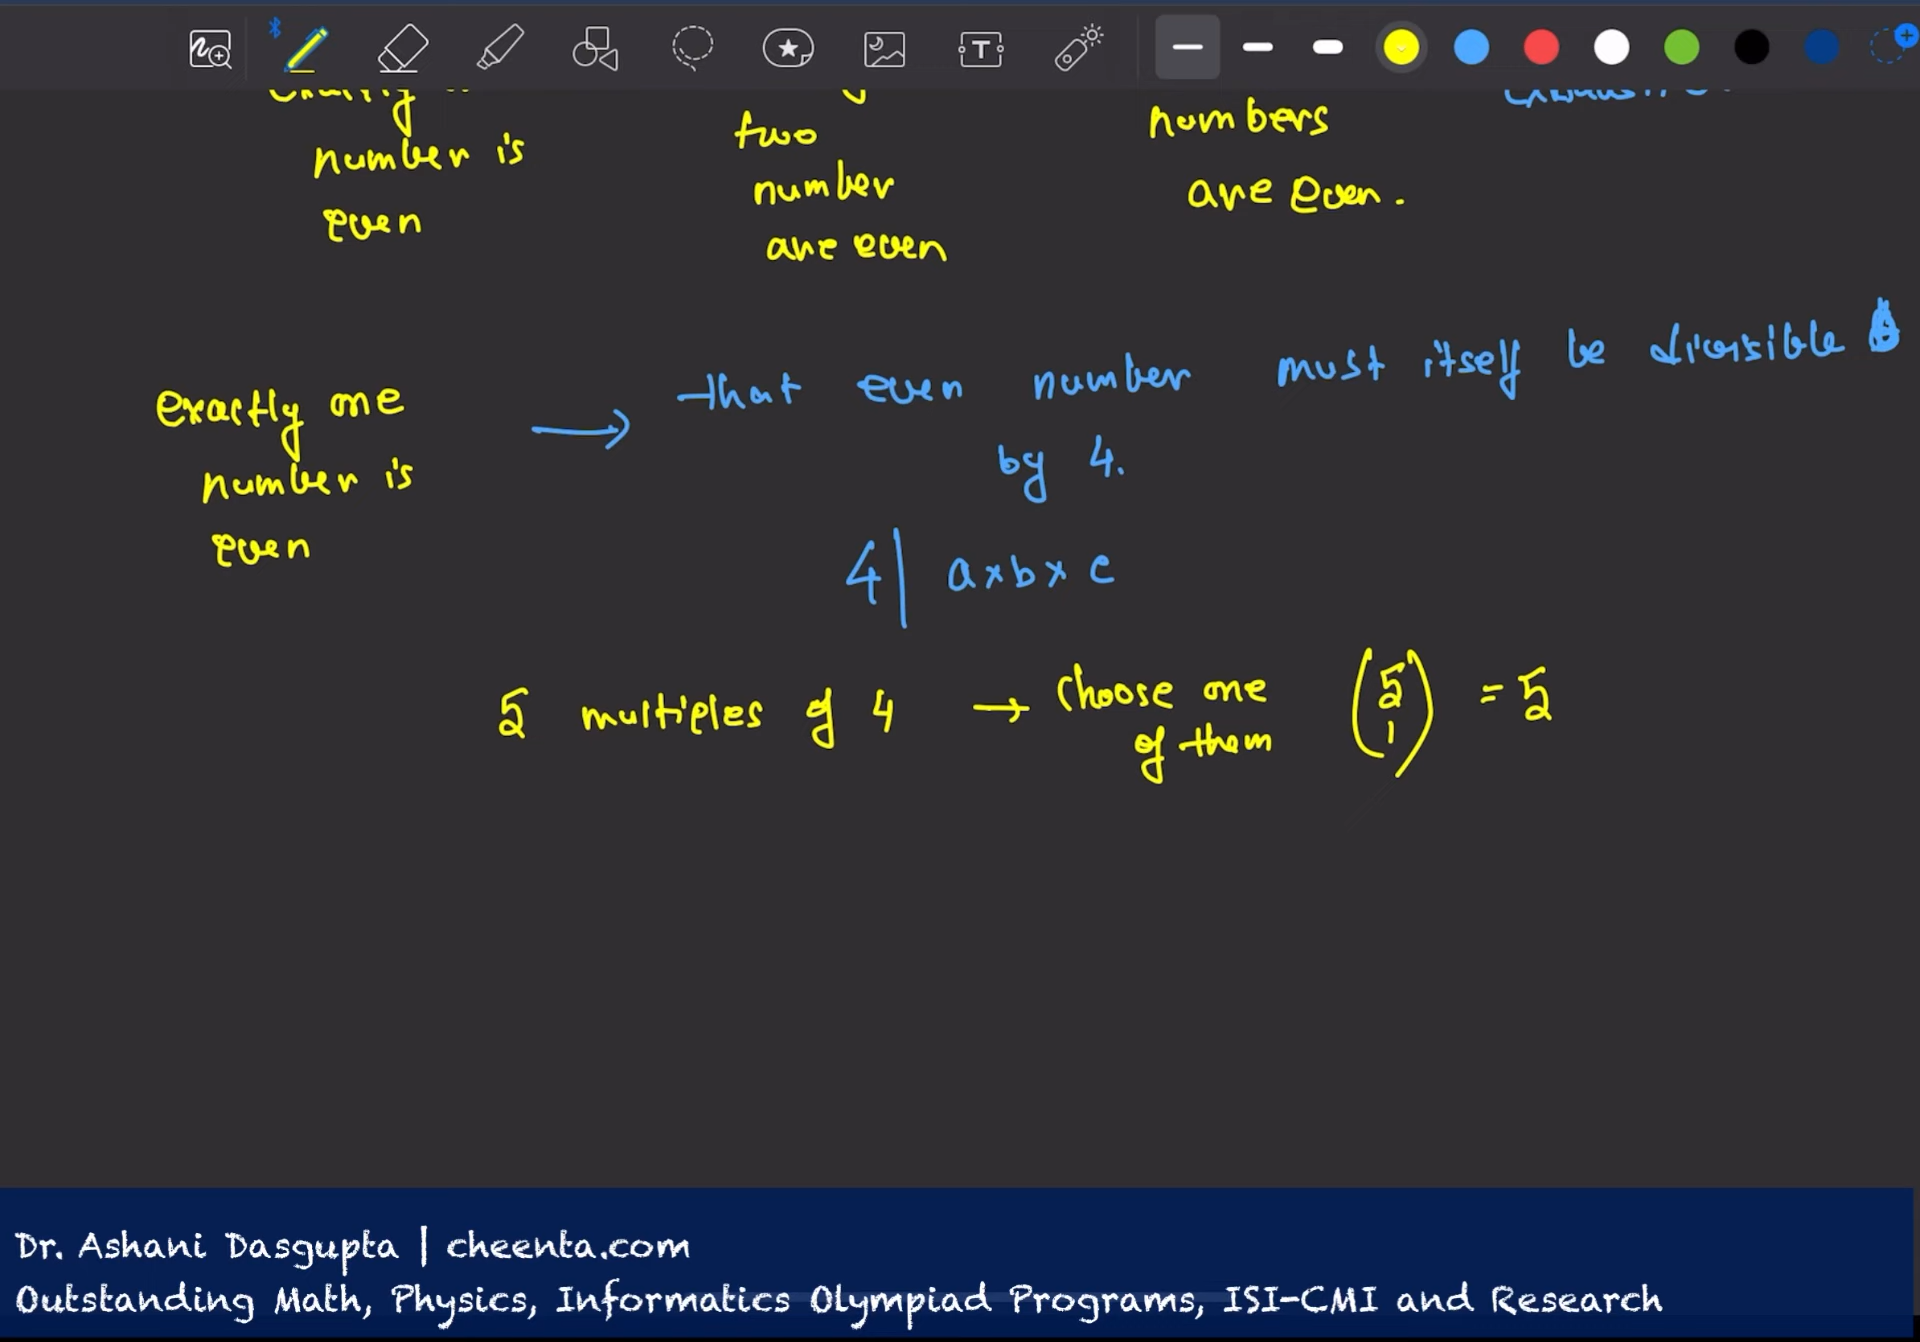 number is
even
two
number
are even
numbers
are even.
exactly one
number is
even
→ that even number must itself be divisible
by 4.
4 | a×b×c
5 multiples of 4 → Choose one
of them
(5 1) = 5
T
Dr. Ashani Dasgupta | cheenta.com
Outstanding Math, Physics, Informatics Olympiad Programs, ISI-CMI and Research